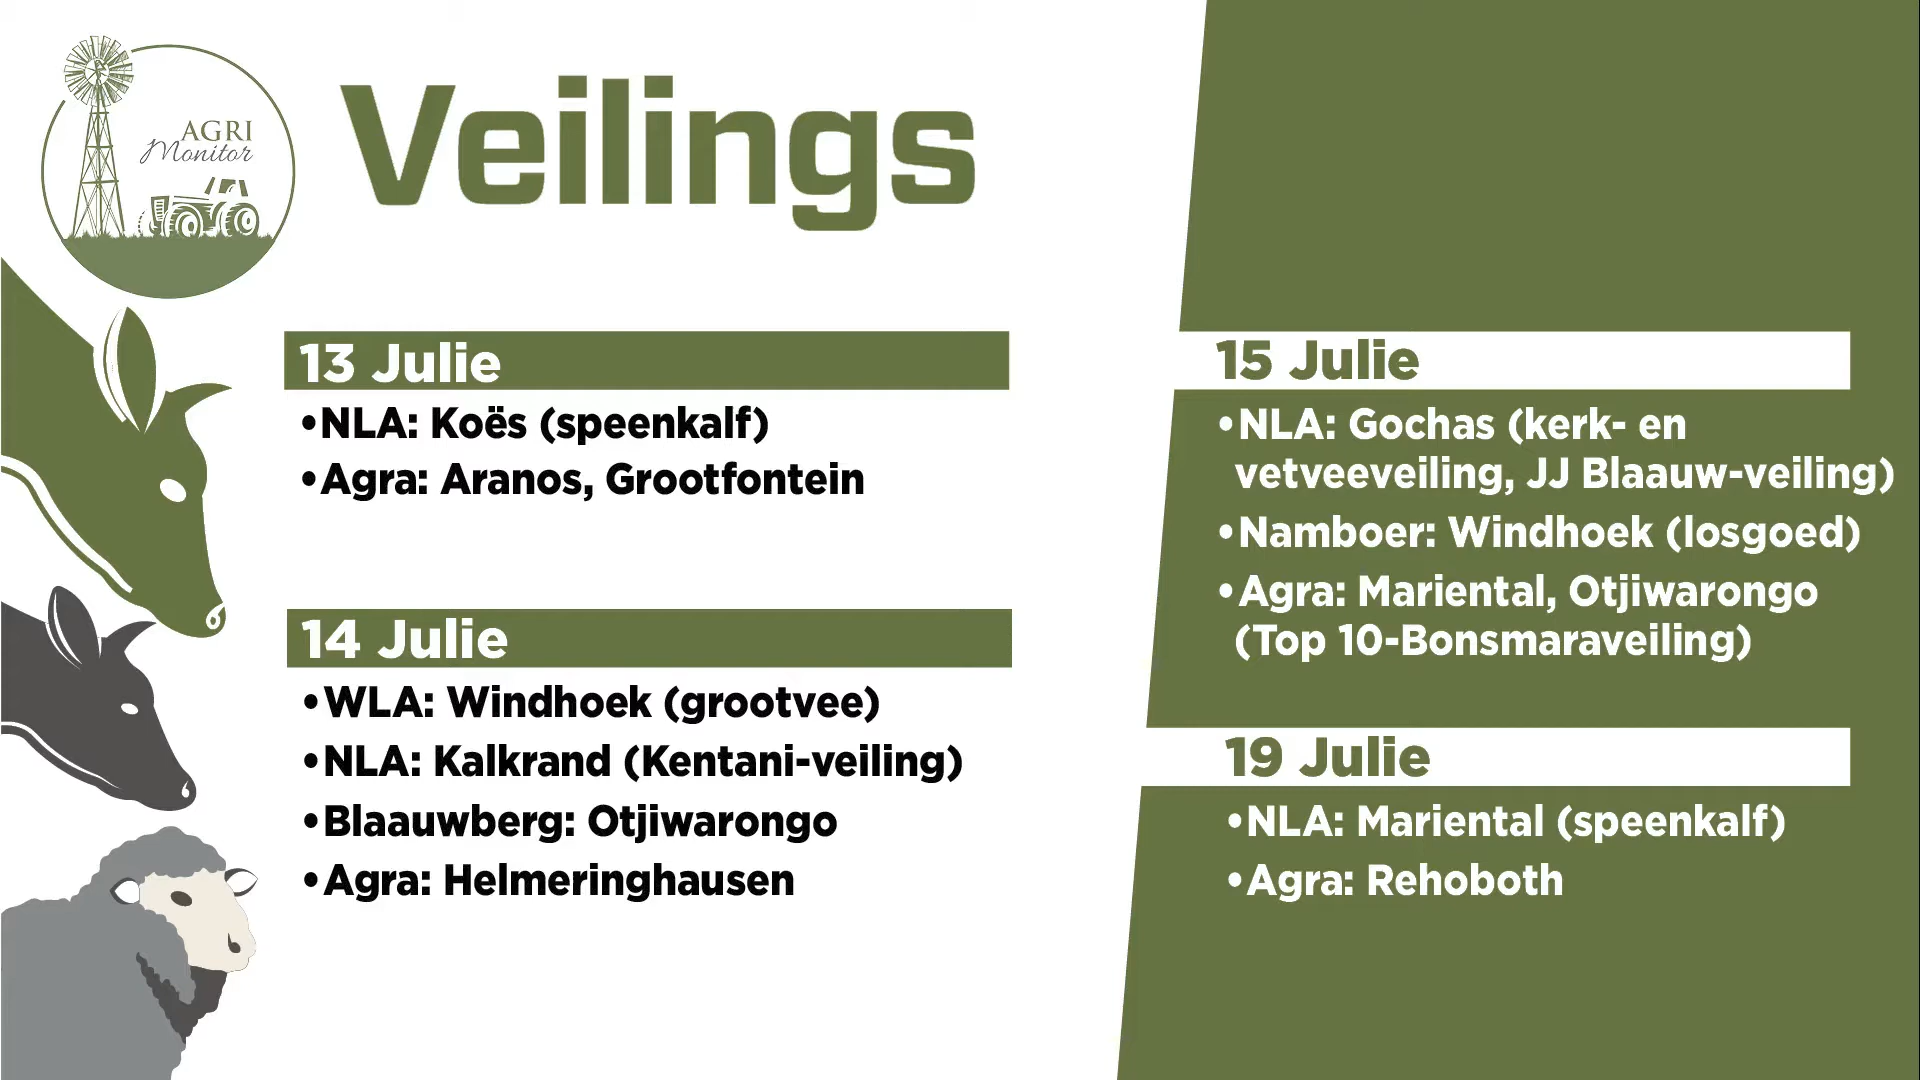 AGRI
Monitor
Veilings
13 Julie
•NLA: Koës (speenkalf)
•Agra: Aranos, Grootfontein
14 Julie
•WLA: Windhoek (grootvee)
•NLA: Kalkrand (Kentani-veiling)
•Blaauwberg: Otjiwarongo
•Agra: Helmeringhausen
15 Julie
•NLA: Gochas (kerk- en
vetveeveiling, JJ Blaauw-veiling)
•Namboer: Windhoek (losgoed)
•Agra: Mariental, Otjiwarongo
(Top 10-Bonsmaraveiling)
19 Julie
•NLA: Mariental (speenkalf)
•Agra: Rehoboth